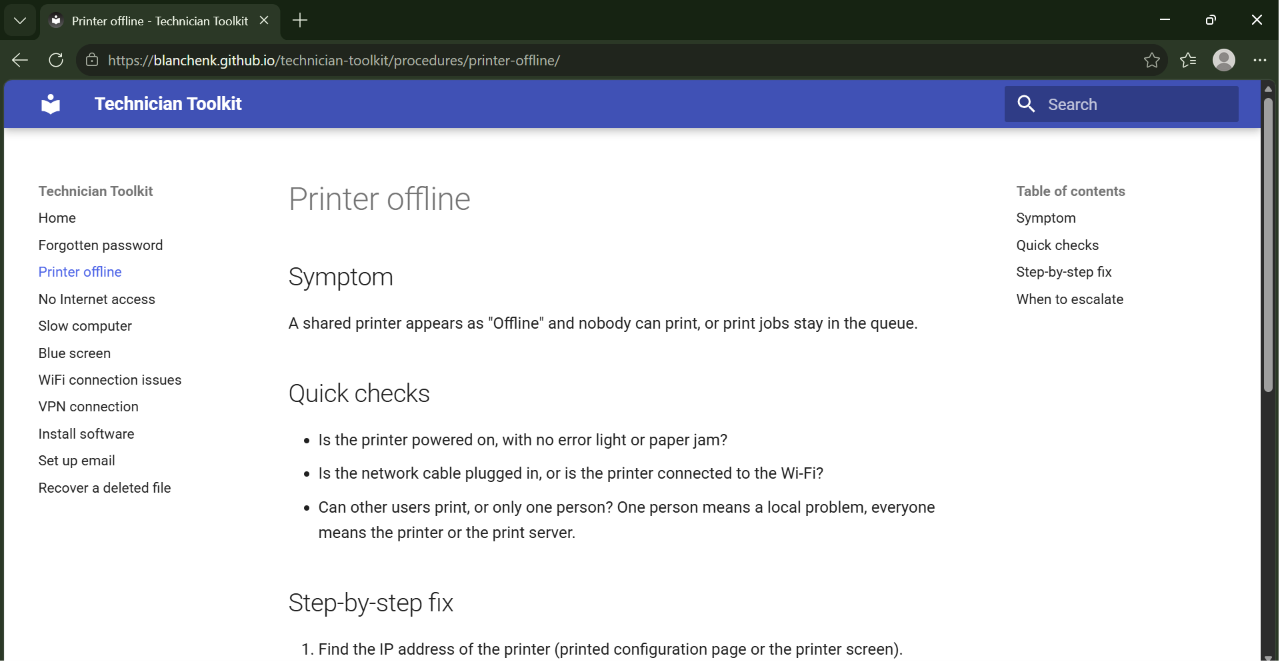 Printer offline - Technician Toolkit
https://blanchenk.github.io/technician-toolkit/procedures/printer-offline/
Technician Toolkit
Search
Technician Toolkit
Home
Forgotten password
Printer offline
No Internet access
Slow computer
Blue screen
WiFi connection issues
VPN connection
Install software
Set up email
Recover a deleted file
Printer offline
Symptom
A shared printer appears as "Offline" and nobody can print, or print jobs stay in the queue.
Quick checks
• Is the printer powered on, with no error light or paper jam?
• Is the network cable plugged in, or is the printer connected to the Wi-Fi?
• Can other users print, or only one person? One person means a local problem, everyone
means the printer or the print server.
Step-by-step fix
1. Find the IP address of the printer (printed configuration page or the printer screen).
Table of contents
Symptom
Quick checks
Step-by-step fix
When to escalate